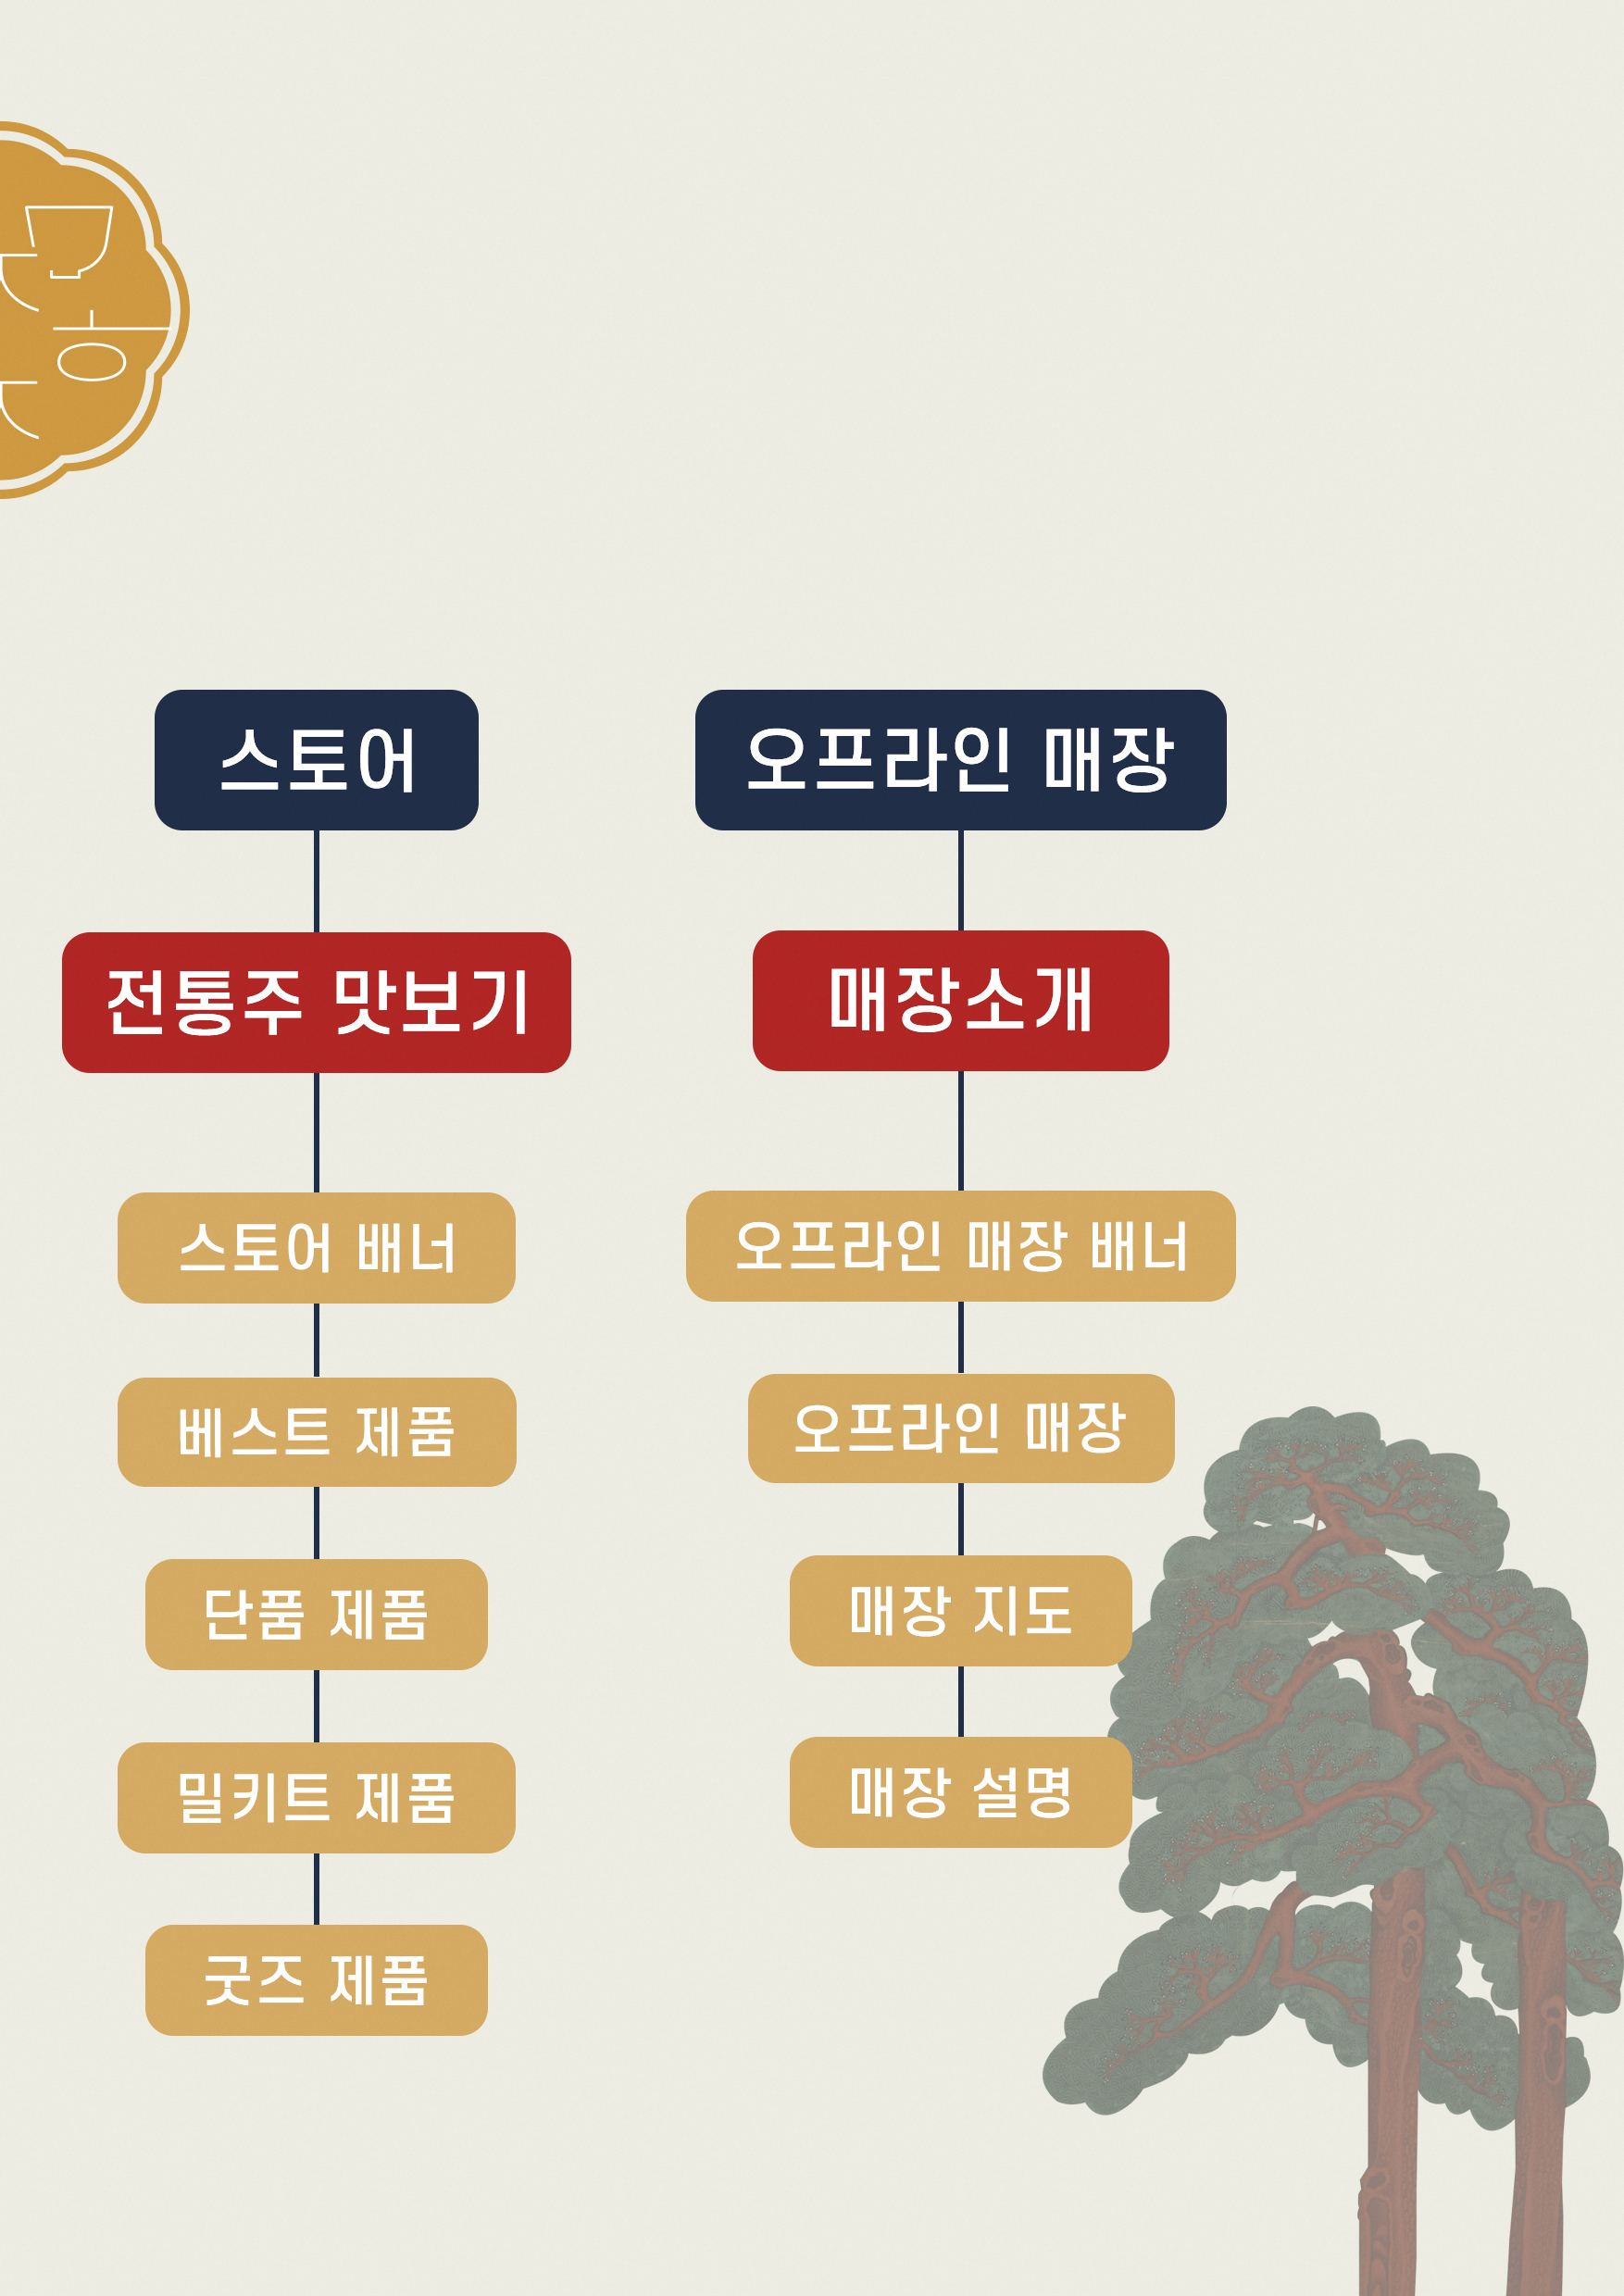 스토어
전통주 맛보기
스토어 배너
베스트 제품
단품 제품
밀키트 제품
굿즈 제품
오프라인 매장
매장소개
오프라인 매장 배너
오프라인 매장
매장 지도
매장 설명